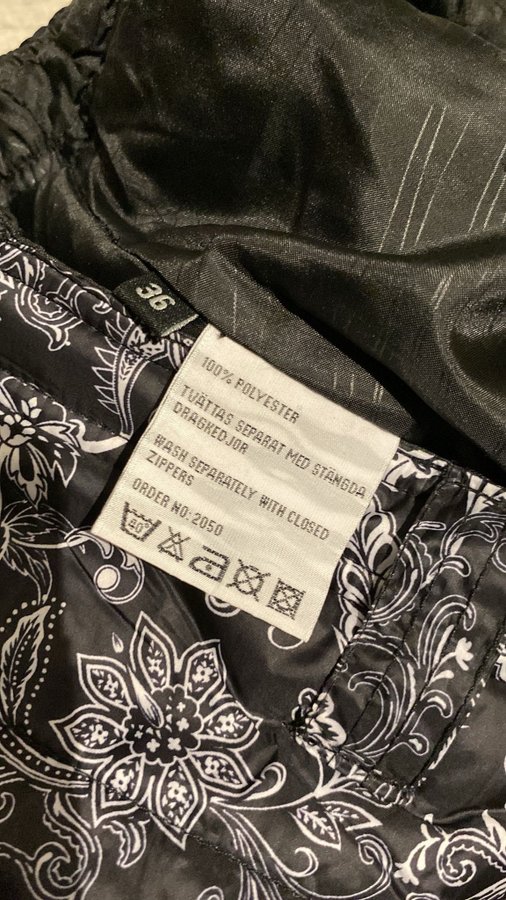 36
100% POLYESTER
TVÄTTAS SEPARAT MED STÄNGDA
DRAGKEDJOR
WASH SEPARATELY WITH CLOSED
ZIPPERS
ORDER NO:2050
40°